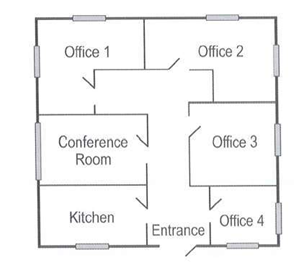 Office 1
Office 2
Conference
Room
Office 3
Kitchen
Entrance
Office 4